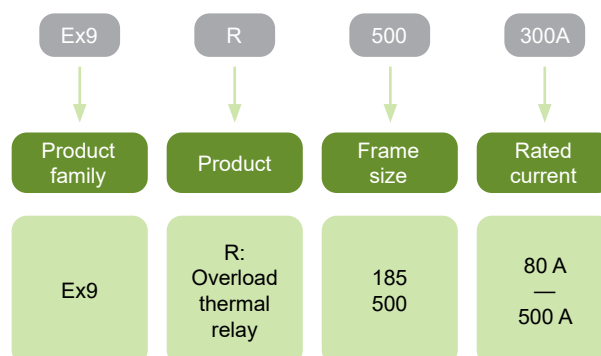 Ex9 R 500 300A
Product family
Product
Frame size
Rated current
Ex9
R:
Overload
thermal
relay
185
500
80 A
—
500 A